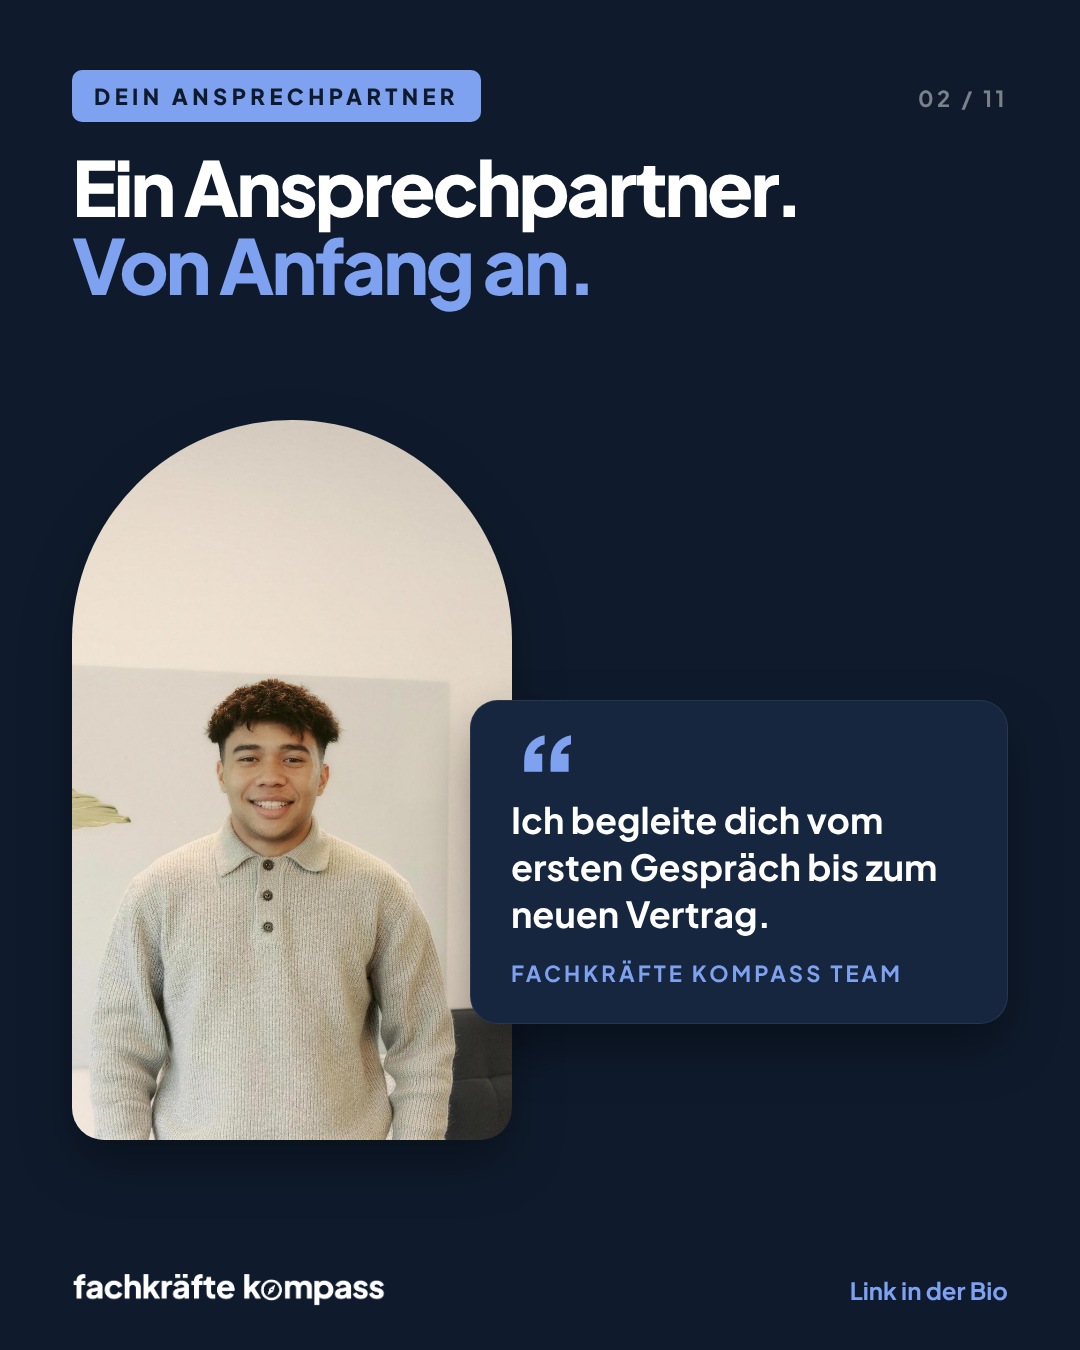 DEIN ANSPRECHPARTNER
02 / 11
Ein Ansprechpartner.
Von Anfang an.
“
Ich begleite dich vom
ersten Gespräch bis zum
neuen Vertrag.
FACHKRÄFTE KOMPASS TEAM
fachkräfte kompass
Link in der Bio